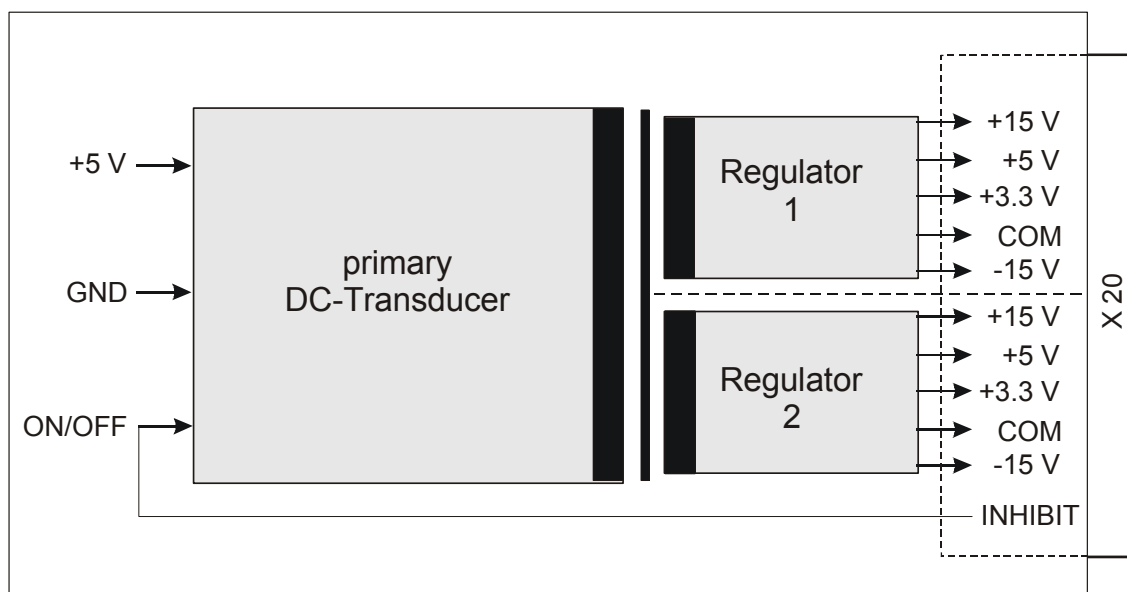 +5 V
GND
ON/OFF
primary
DC-Transducer
Regulator
1
+15 V
+5 V
+3.3 V
COM
-15 V
Regulator
2
+15 V
+5 V
+3.3 V
COM
-15 V
INHIBIT
X 20